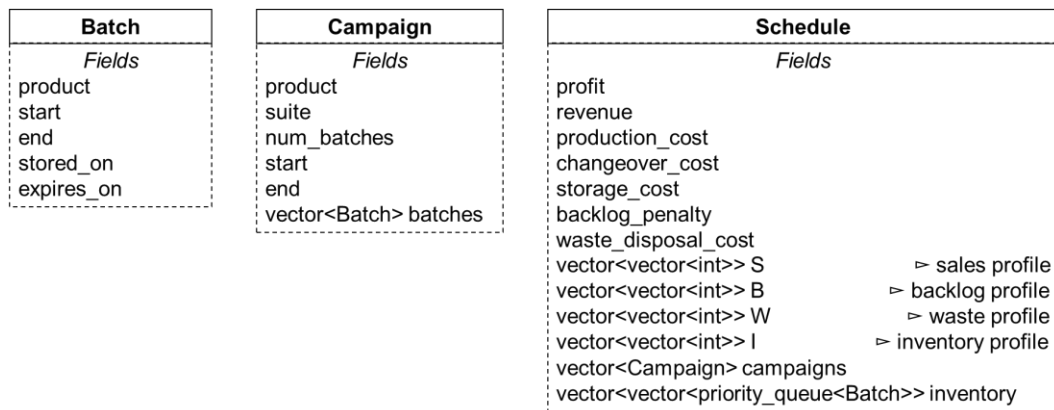 Batch
Fields
product
start
end
stored_on
expires_on
Campaign
Fields
product
suite
num_batches
start
end
vector<Batch> batches
Schedule
Fields
profit
revenue
production_cost
changeover_cost
storage_cost
backlog_penalty
waste_disposal_cost
vector<vector<int>> S ▻ sales profile
vector<vector<int>> B ▻ backlog profile
vector<vector<int>> W ▻ waste profile
vector<vector<int>> I ▻ inventory profile
vector<Campaign> campaigns
vector<vector<priority_queue<Batch>> inventory